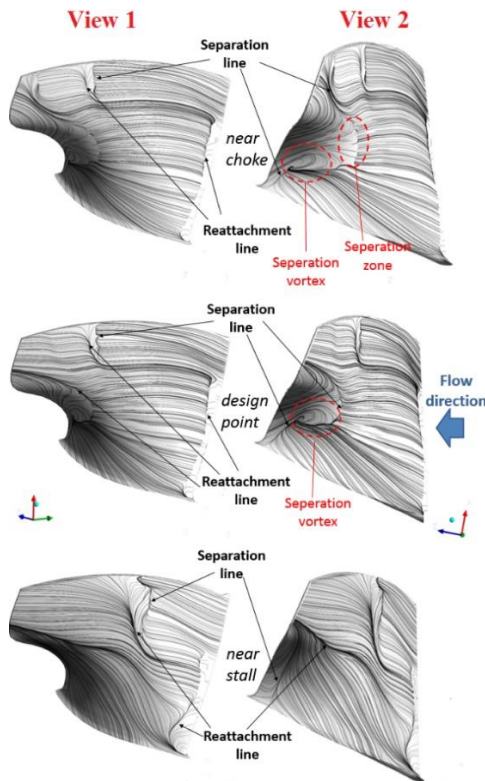 View 1
View 2
Separation
line
near
choke
Reattachment
line
Seperation
vortex
Seperation
zone
Separation
line
design
point
Flow
direction
Reattachment
line
Seperation
vortex
Separation
line
near
stall
Reattachment
line